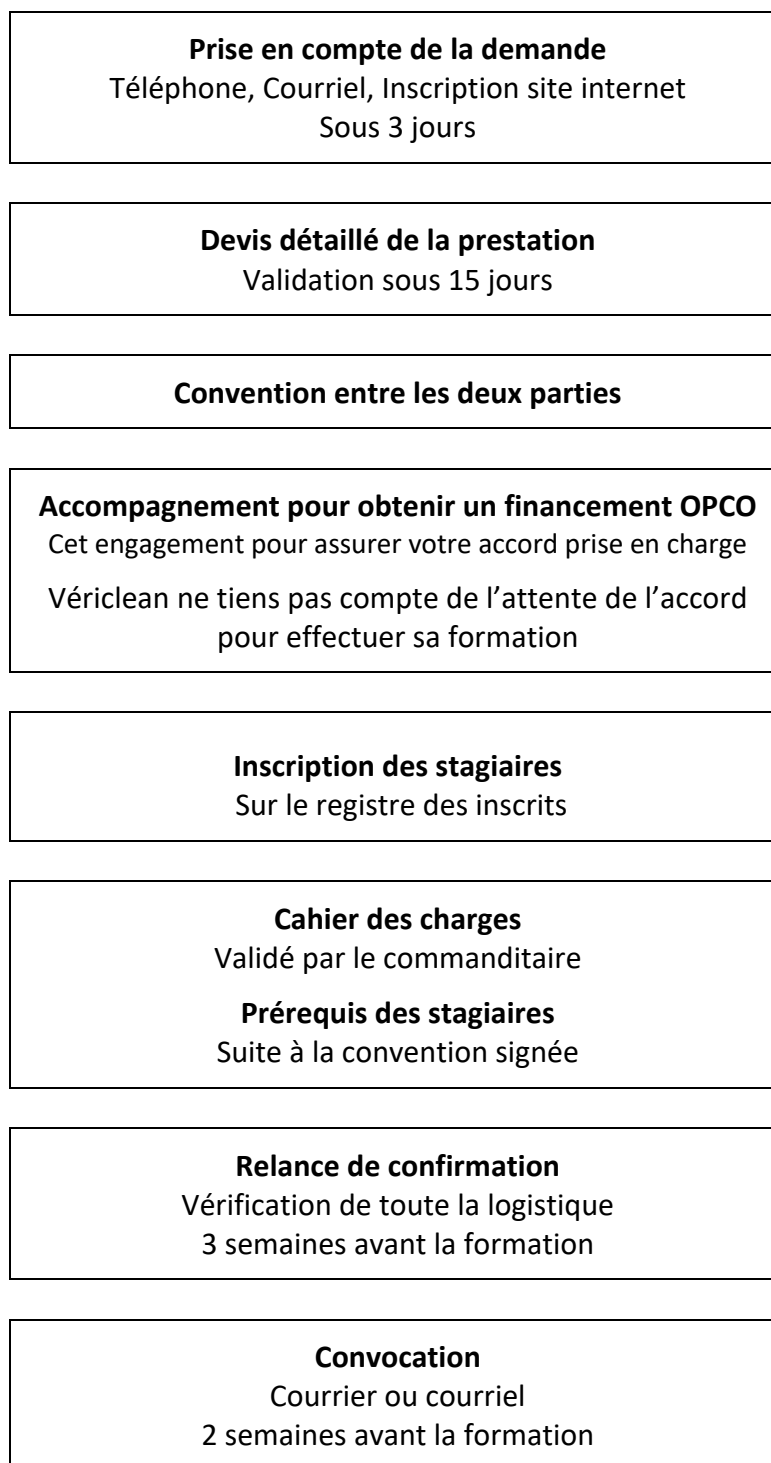 Prise en compte de la demande
Téléphone, Courriel, Inscription site internet
Sous 3 jours
Devis détaillé de la prestation
Validation sous 15 jours
Convention entre les deux parties
Accompagnement pour obtenir un financement OPCO
Cet engagement pour assurer votre accord prise en charge
Vériclean ne tiens pas compte de l’attente de l’accord
pour effectuer sa formation
Inscription des stagiaires
Sur le registre des inscrits
Cahier des charges
Validé par le commanditaire
Prérequis des stagiaires
Suite à la convention signée
Relance de confirmation
Vérification de toute la logistique
3 semaines avant la formation
Convocation
Courrier ou courriel
2 semaines avant la formation